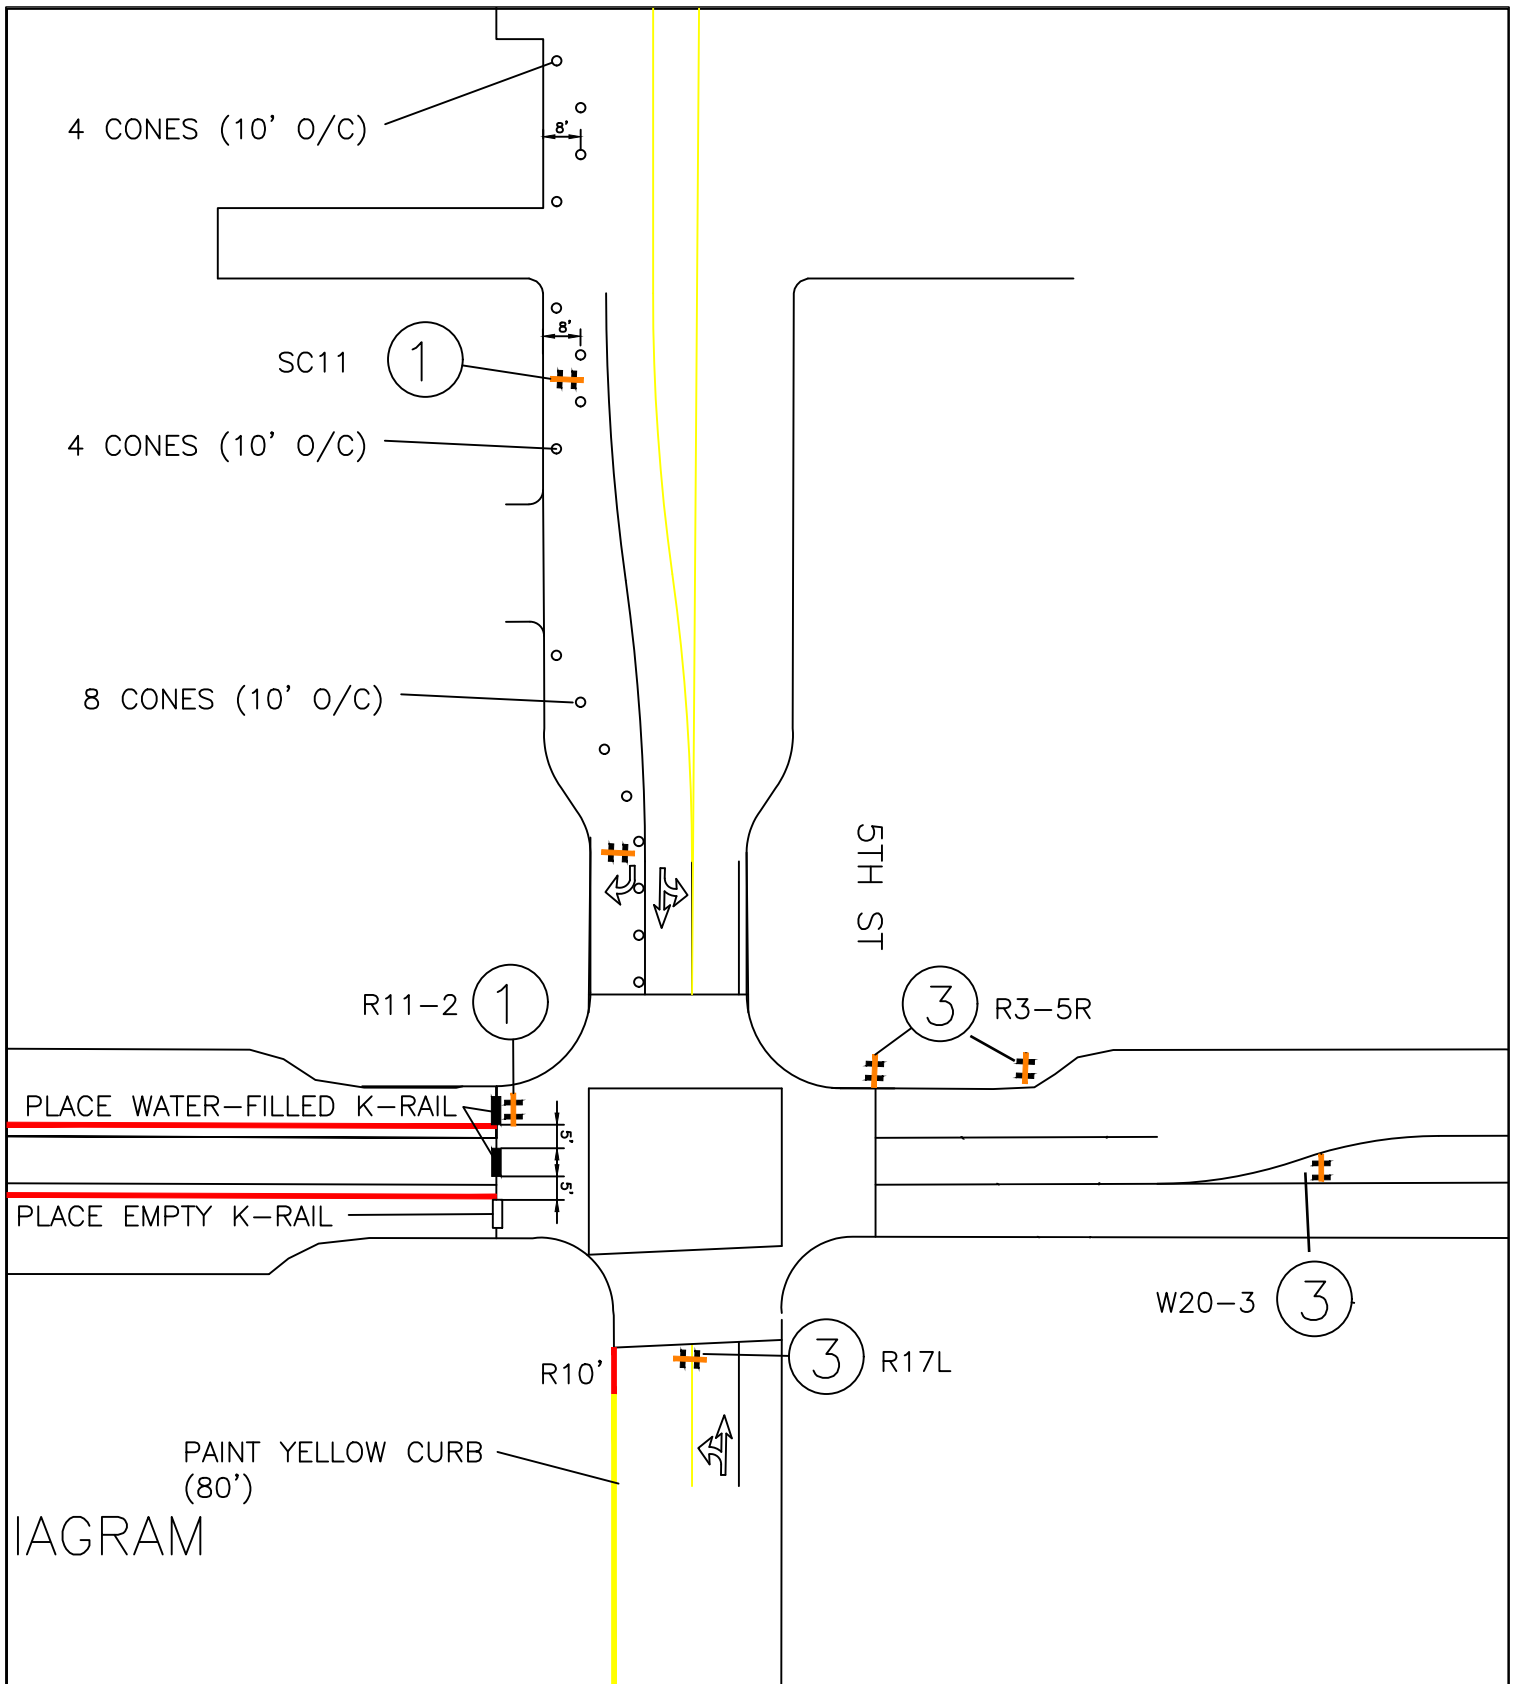 4 CONES (10' O/C)
8'
8'
SC11
1
4 CONES (10' O/C)
8 CONES (10' O/C)
5TH ST
R11-2
1
3
R3-5R
PLACE WATER-FILLED K-RAIL
5'
5'
PLACE EMPTY K-RAIL
W20-3
3
R10'
3
R17L
PAINT YELLOW CURB
(80')
IAGRAM